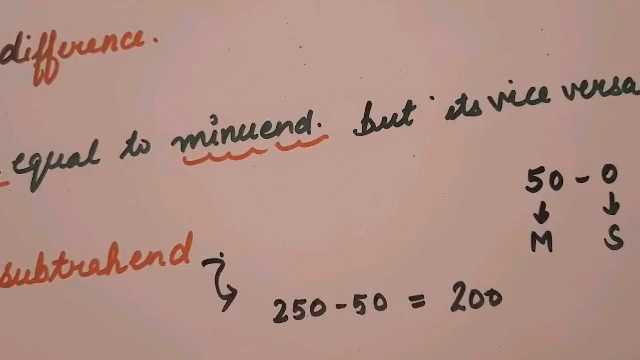 difference.
equal to minuend. but its vice versa
50 - 0
M S
subtrahend
250 - 50 = 200